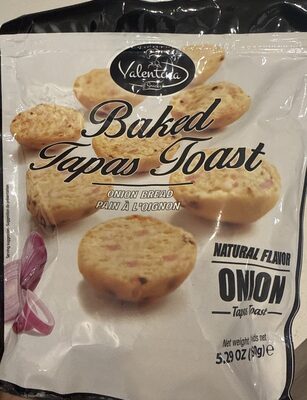 Valentina
Snacks
Baked
Tapas Toast
ONION BREAD
PAIN À L'OIGNON
NATURAL FLAVOR
ONION
Tapas Toast
Net weight
5.29 OZ
e